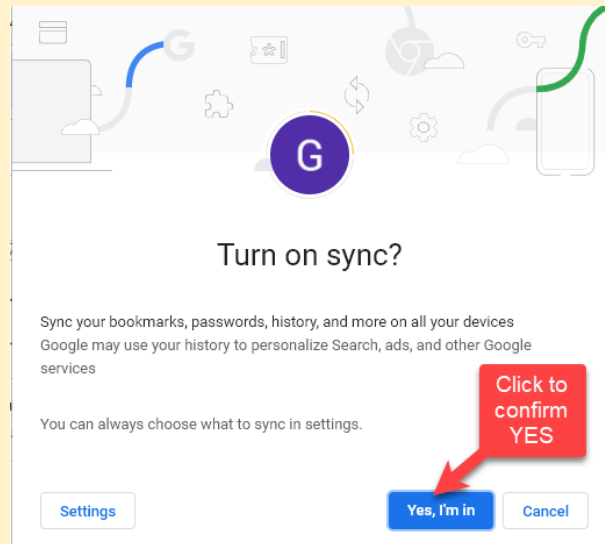 G
Turn on sync?
Sync your bookmarks, passwords, history, and more on all your devices
Google may use your history to personalize Search, ads, and other Google
services
You can always choose what to sync in settings.
Click to
confirm
YES
Settings
Yes, I'm in
Cancel